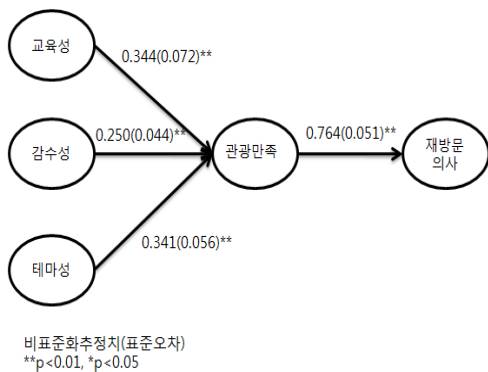 교육성
0.344(0.072)**
감수성
0.250(0.044)**
관광만족
0.764(0.051)**
재방문
의사
0.341(0.056)**
테마성
비표준화추정치(표준오차)
**p<0.01, *p<0.05